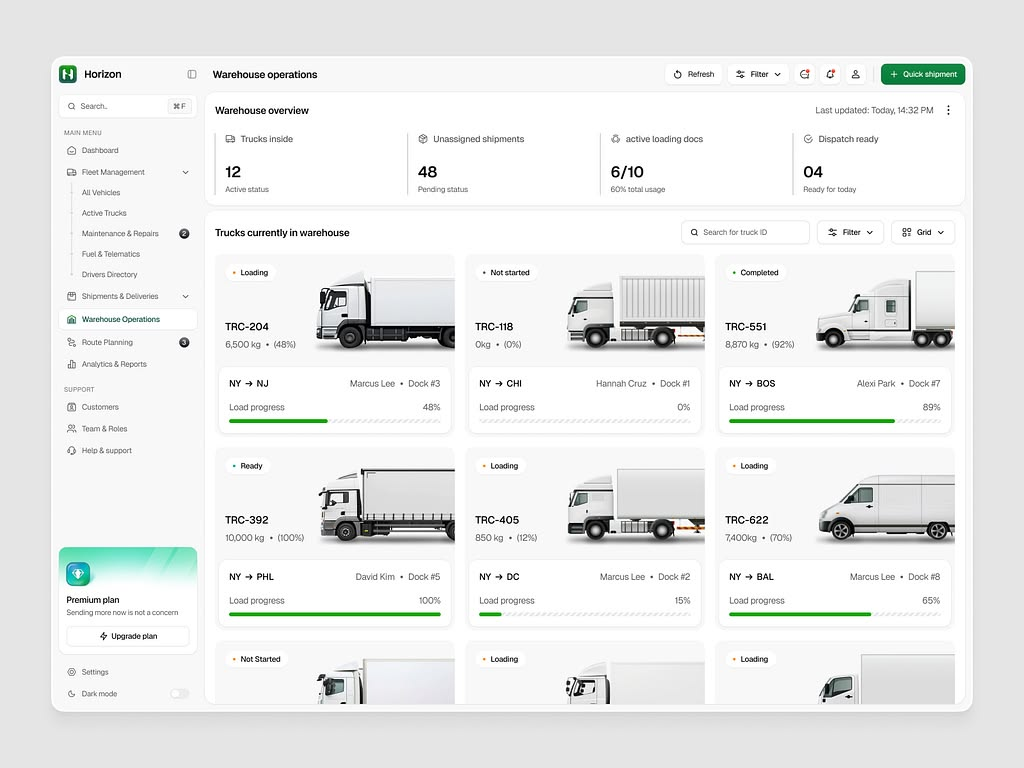 Horizon
Search..
⌘ F
MAIN MENU
Dashboard
Fleet Management
All Vehicles
Active Trucks
Maintenance & Repairs 2
Fuel & Telematics
Drivers Directory
Shipments & Deliveries
Warehouse Operations
Route Planning 3
Analytics & Reports
SUPPORT
Customers
Team & Roles
Help & support
Premium plan
Sending more now is not a concern
Upgrade plan
Settings
Dark mode
Warehouse operations
Refresh
Filter
+ Quick shipment
Warehouse overview
Last updated: Today, 14:32 PM
Trucks inside
12
Active status
Unassigned shipments
48
Pending status
active loading docs
6/10
60% total usage
Dispatch ready
04
Ready for today
Trucks currently in warehouse
Search for truck ID
Filter
Grid
Loading
TRC-204
6,500 kg • (48%)
NY → NJ
Marcus Lee • Dock #3
Load progress
48%
Not started
TRC-118
0kg • (0%)
NY → CHI
Hannah Cruz • Dock #1
Load progress
0%
Completed
TRC-551
8,870 kg • (92%)
NY → BOS
Alexi Park • Dock #7
Load progress
89%
Ready
TRC-392
10,000 kg • (100%)
NY → PHL
David Kim • Dock #5
Load progress
100%
Loading
TRC-405
850 kg • (12%)
NY → DC
Marcus Lee • Dock #2
Load progress
15%
Loading
TRC-622
7,400kg • (70%)
NY → BAL
Marcus Lee • Dock #8
Load progress
65%
Not Started
Loading
Loading